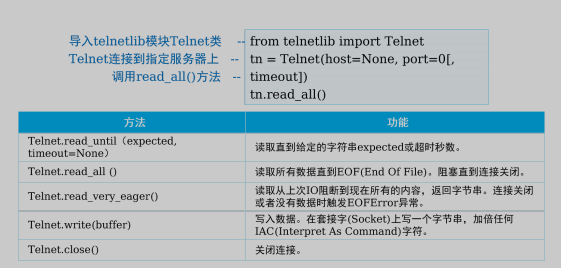 导入telnetlib模块Telnet类 -- from telnetlib import Telnet
Telnet连接到指定服务器上 -- tn = Telnet(host=None, port=0[,
调用read_all()方法 -- timeout])
tn.read_all()
方法 功能
Telnet.read_until（expected, timeout=None） 读取直到给定的字符串expected或超时秒数。
Telnet.read_all () 读取所有数据直到EOF(End Of File)。阻塞直到连接关闭。
Telnet.read_very_eager() 读取从上次IO阻断到现在所有的内容，返回字节串。连接关闭
或者没有数据时触发EOFError异常。
Telnet.write(buffer) 写入数据。在套接字(Socket)上写一个字节串，加倍任何
IAC(Interpret As Command)字符。
Telnet.close() 关闭连接。